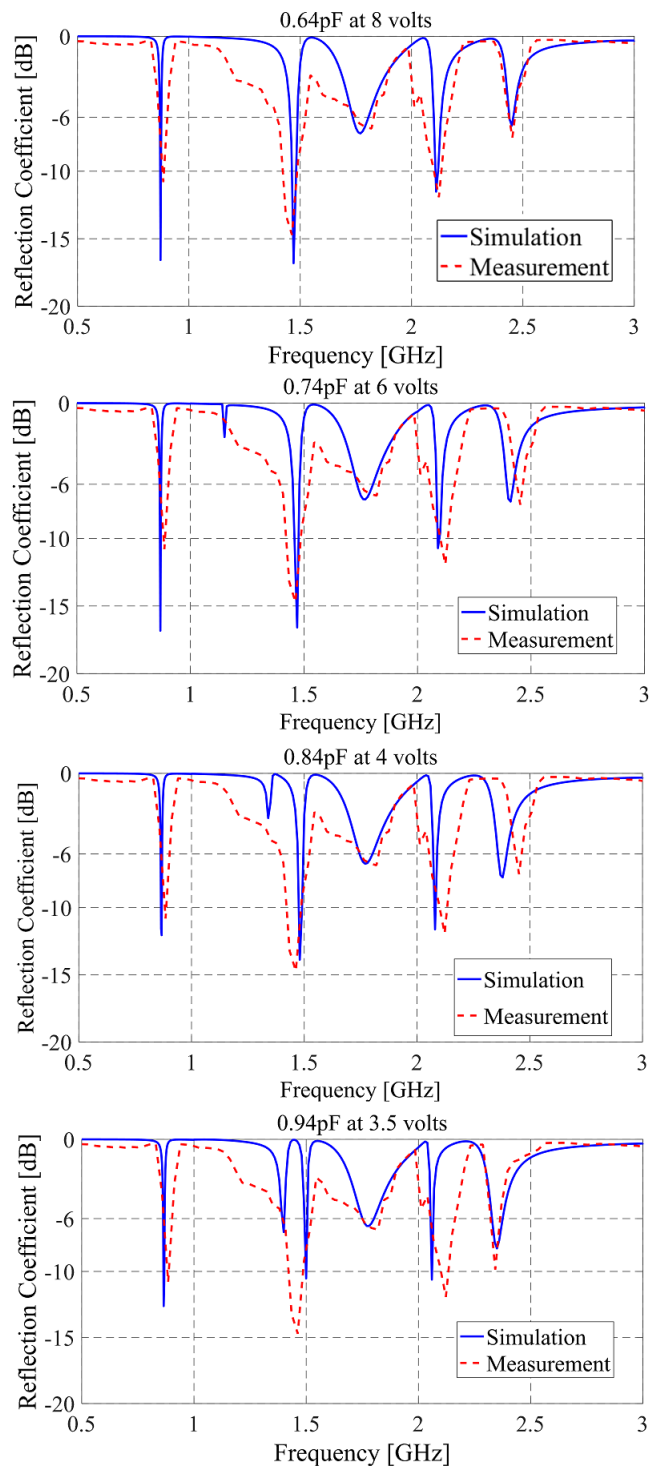 0.64pF at 8 volts
Reflection Coefficient [dB]
0
-6
-10
-15
-20
Simulation
Measurement
0.5 1 1.5 2 2.5 3
Frequency [GHz]
0.74pF at 6 volts
Reflection Coefficient [dB]
0
-6
-10
-15
-20
Simulation
Measurement
0.5 1 1.5 2 2.5 3
Frequency [GHz]
0.84pF at 4 volts
Reflection Coefficient [dB]
0
-6
-10
-15
-20
Simulation
Measurement
0.5 1 1.5 2 2.5 3
Frequency [GHz]
0.94pF at 3.5 volts
Reflection Coefficient [dB]
0
-6
-10
-15
-20
Simulation
Measurement
0.5 1 1.5 2 2.5 3
Frequency [GHz]